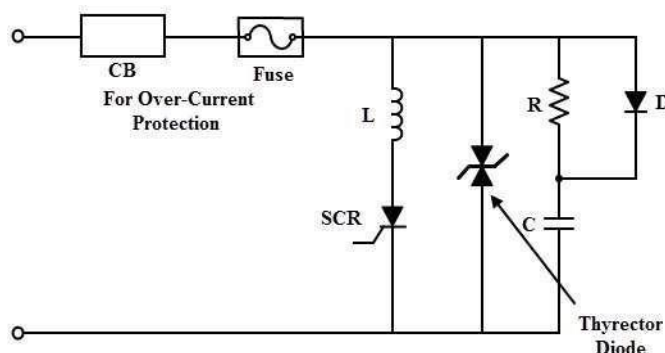 CB
Fuse
For Over-Current
Protection
L
R
D
SCR
C
Thyrector
Diode